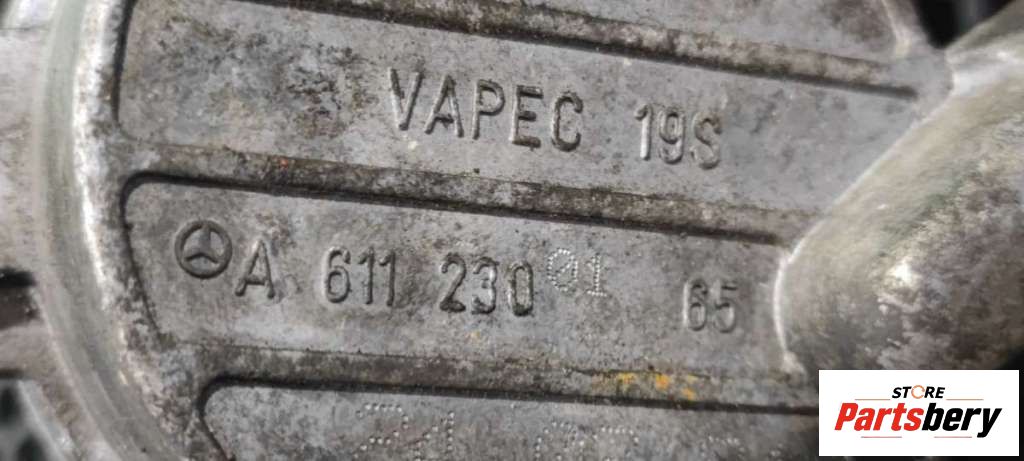 VAPEC 19S
A 611 230 01 65
STORE
Partsbery